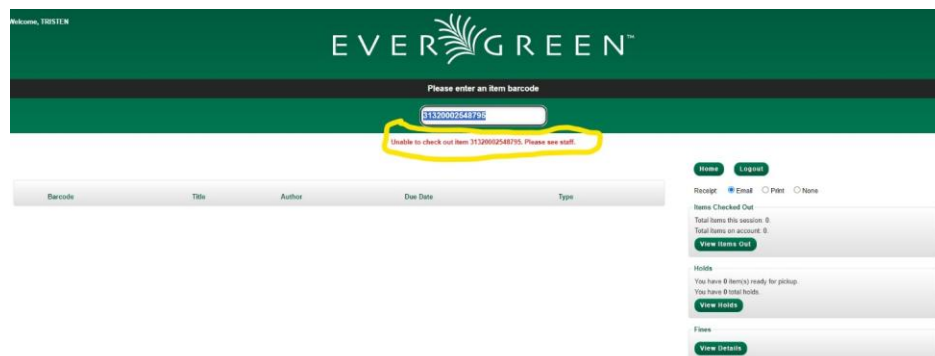 Welcome, TRISTEN
EVERGREEN™
Please enter an item barcode
31320002548795
Unable to check out item 31320002548795. Please see staff.
Home Logout
Receipt Email Print None
Barcode Title Author Due Date Type
Items Checked Out
Total items this session: 0.
Total items on account: 0.
View Items Out
Holds
You have 0 item(s) ready for pickup.
You have 0 total holds.
View Holds
Fines
View Details